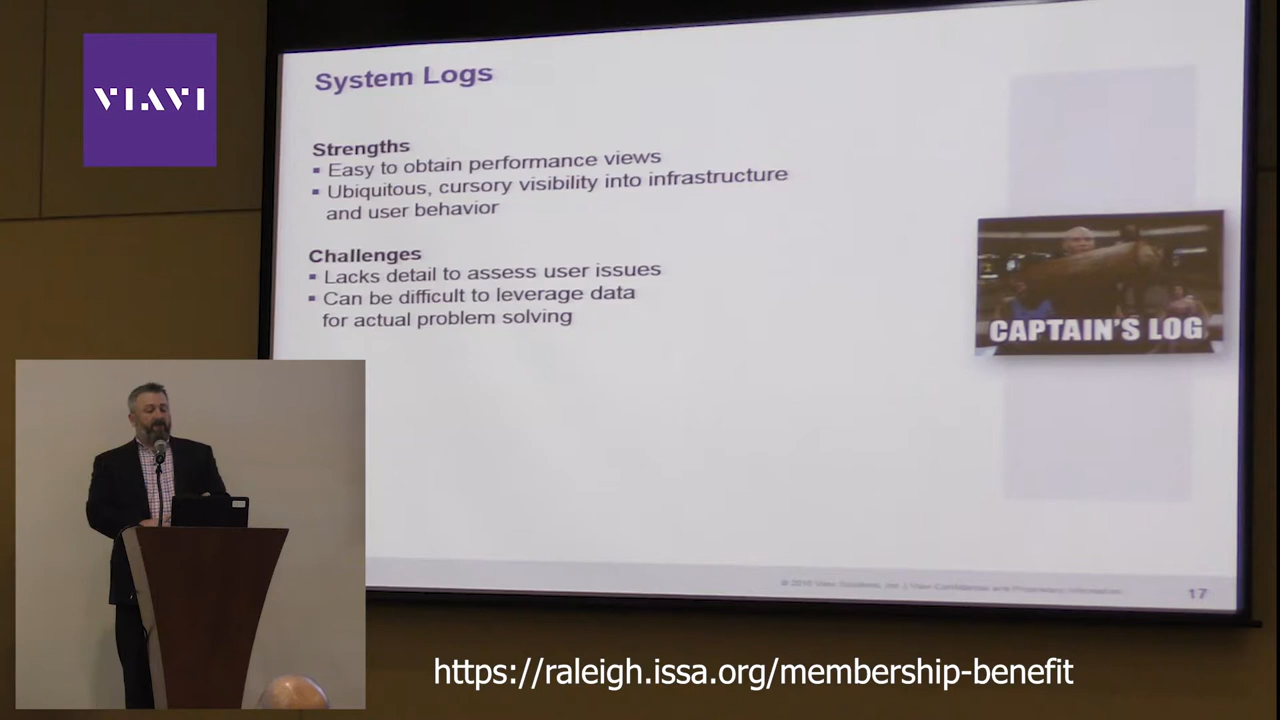 VIAVI
System Logs
Strengths
▪ Easy to obtain performance views
▪ Ubiquitous, cursory visibility into infrastructure
and user behavior
Challenges
▪ Lacks detail to assess user issues
▪ Can be difficult to leverage data
for actual problem solving
CAPTAIN'S LOG
17
https://raleigh.issa.org/membership-benefit